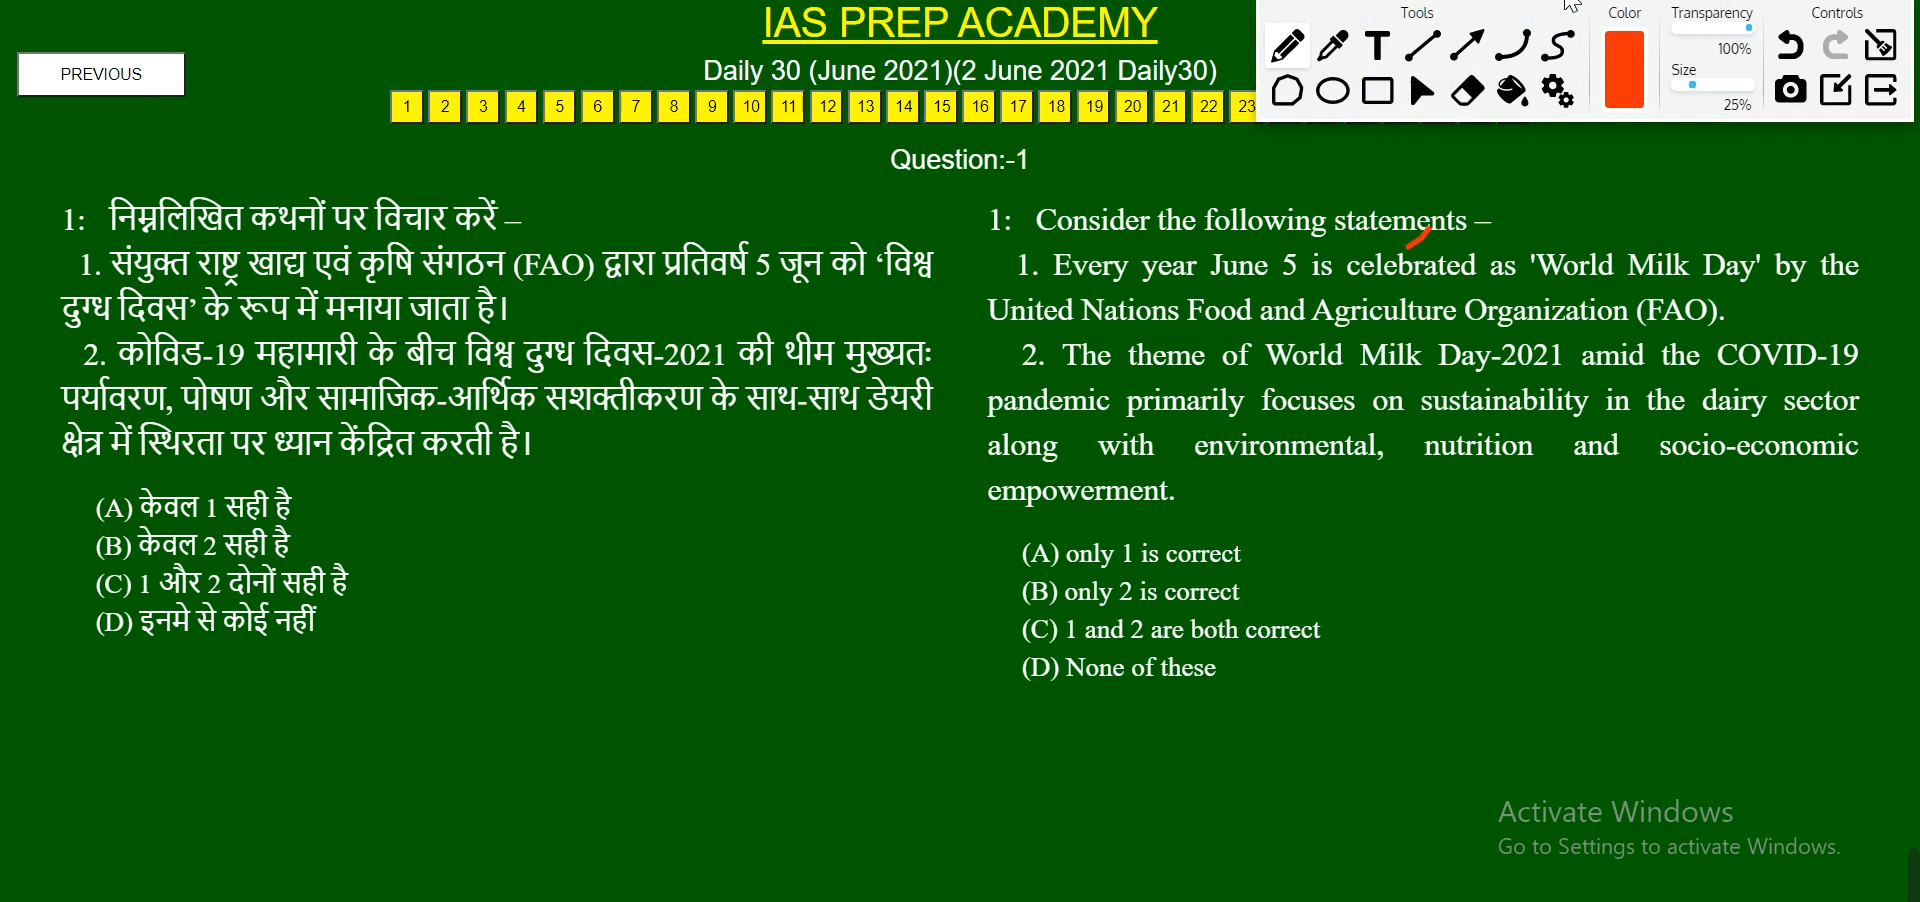 IAS PREP ACADEMY
Daily 30 (June 2021)(2 June 2021 Daily30)
PREVIOUS
1 2 3 4 5 6 7 8 9 10 11 12 13 14 15 16 17 18 19 20 21 22 23
Tools
Color
Transparency
100%
Size
25%
Controls
Question:-1
1: निम्नलिखित कथनों पर विचार करें –
1. संयुक्त राष्ट्र खाद्य एवं कृषि संगठन (FAO) द्वारा प्रतिवर्ष 5 जून को ‘विश्व
दुग्ध दिवस’ के रूप में मनाया जाता है।
2. कोविड-19 महामारी के बीच विश्व दुग्ध दिवस-2021 की थीम मुख्यतः
पर्यावरण, पोषण और सामाजिक-आर्थिक सशक्तीकरण के साथ-साथ डेयरी
क्षेत्र में स्थिरता पर ध्यान केंद्रित करती है।
(A) केवल 1 सही है
(B) केवल 2 सही है
(C) 1 और 2 दोनों सही है
(D) इनमे से कोई नहीं
1: Consider the following statements –
1. Every year June 5 is celebrated as 'World Milk Day' by the
United Nations Food and Agriculture Organization (FAO).
2. The theme of World Milk Day-2021 amid the COVID-19
pandemic primarily focuses on sustainability in the dairy sector
along with environmental, nutrition and socio-economic
empowerment.
(A) only 1 is correct
(B) only 2 is correct
(C) 1 and 2 are both correct
(D) None of these
Activate Windows
Go to Settings to activate Windows.